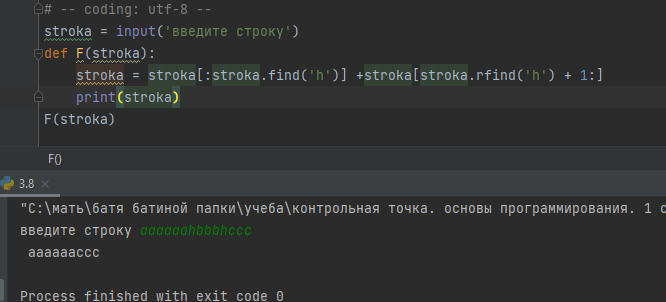 # -- coding: utf-8 --
stroka = input('введите строку')
def F(stroka):
    stroka = stroka[:stroka.find('h')] +stroka[stroka.rfind('h') + 1:]
    print(stroka)
F(stroka)
F()
3.8 ×
"C:\мать\батя батиной папки\учеба\контрольная точка. основы программирования. 1 с
введите строку aaaaaahbbbbhccc
 aaaaaaccc
Process finished with exit code 0